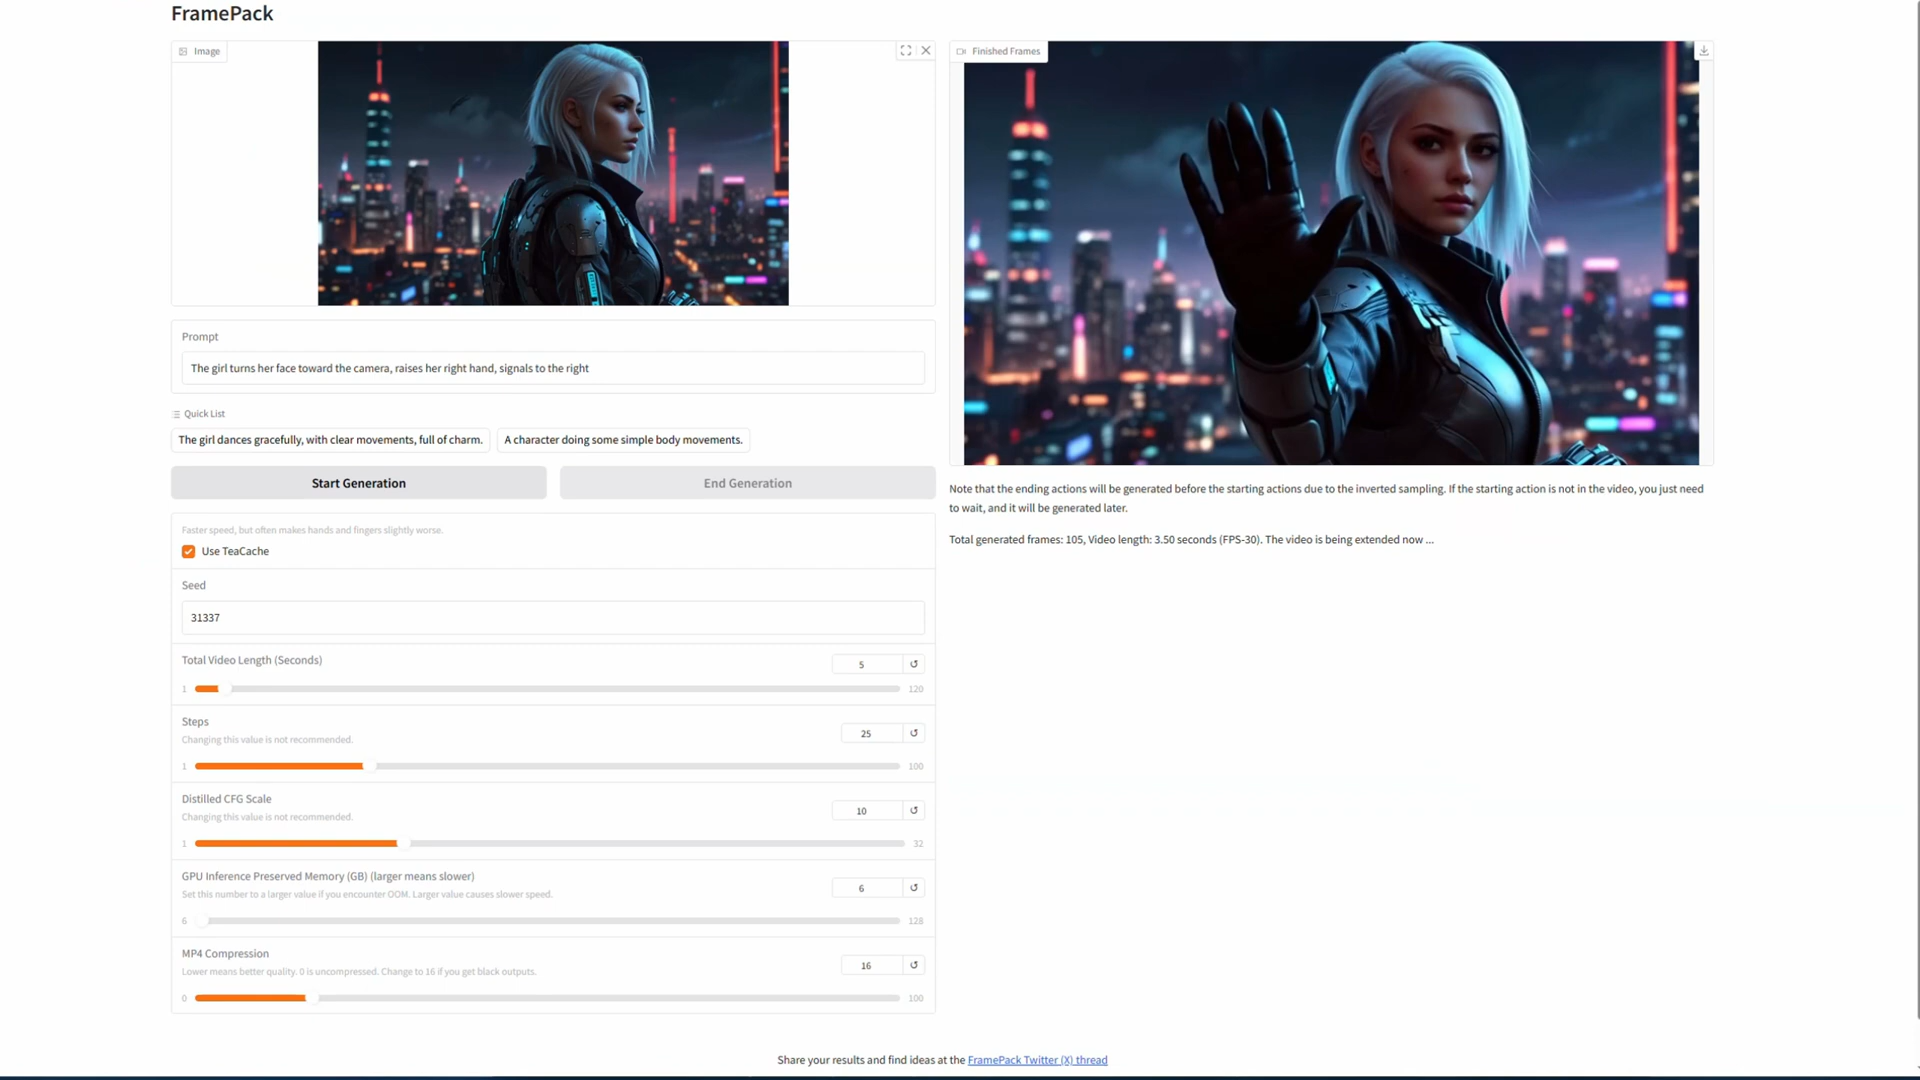 FramePack
Image
Finished Frames
Prompt
The girl turns her face toward the camera, raises her right hand, signals to the right
Quick List
The girl dances gracefully, with clear movements, full of charm.
A character doing some simple body movements.
Start Generation
End Generation
Note that the ending actions will be generated before the starting actions due to the inverted sampling. If the starting action is not in the video, you just need
to wait, and it will be generated later.
Total generated frames: 105, Video length: 3.50 seconds (FPS-30). The video is being extended now ...
Faster speed, but often makes hands and fingers slightly worse.
Use TeaCache
Seed
31337
Total Video Length (Seconds)
5
1
120
Steps
Changing this value is not recommended.
25
1
100
Distilled CFG Scale
Changing this value is not recommended.
10
1
32
GPU Inference Preserved Memory (GB) (larger means slower)
Set this number to a larger value if you encounter OOM. Larger value causes slower speed.
6
6
128
MP4 Compression
Lower means better quality. 0 is uncompressed. Change to 16 if you get black outputs.
16
0
100
Share your results and find ideas at the FramePack Twitter (X) thread